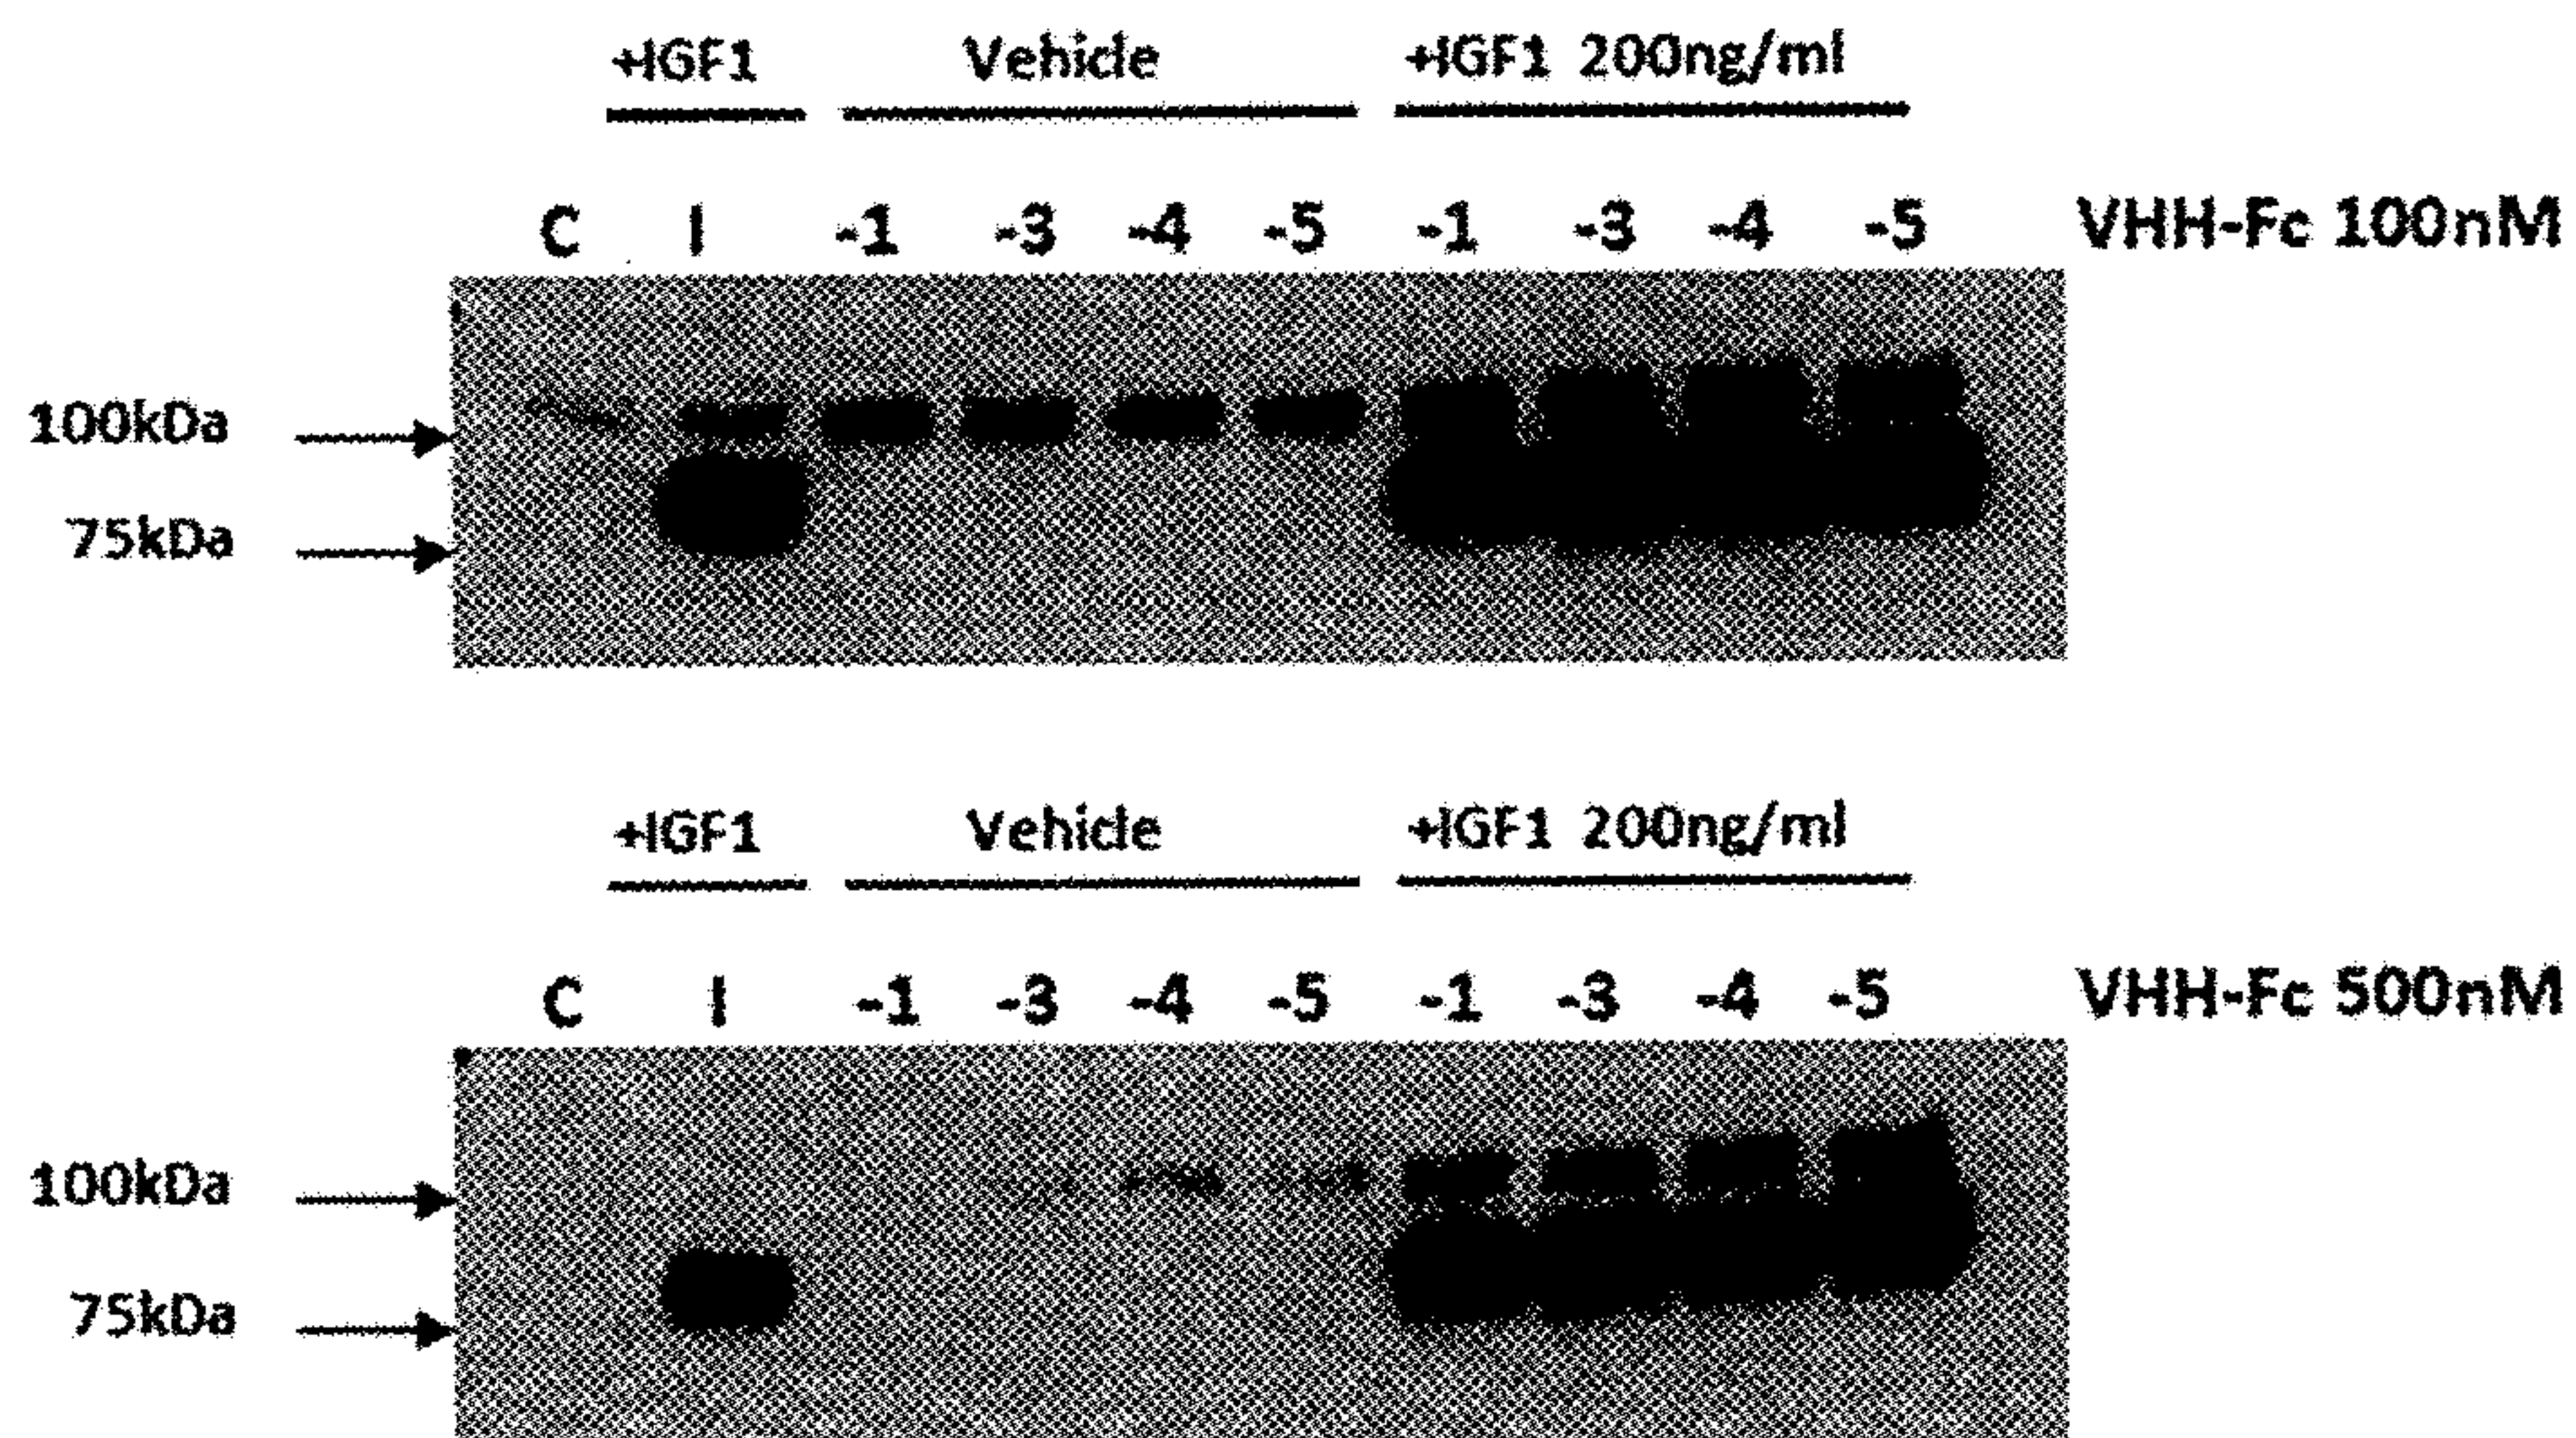 +IGF1 Vehicle +IGF1 200ng/ml
C I -1 -3 -4 -5 -1 -3 -4 -5 VHH-Fc 100nM
100kDa
75kDa
+IGF1 Vehicle +IGF1 200ng/ml
C I -1 -3 -4 -5 -1 -3 -4 -5 VHH-Fc 500nM
100kDa
75kDa